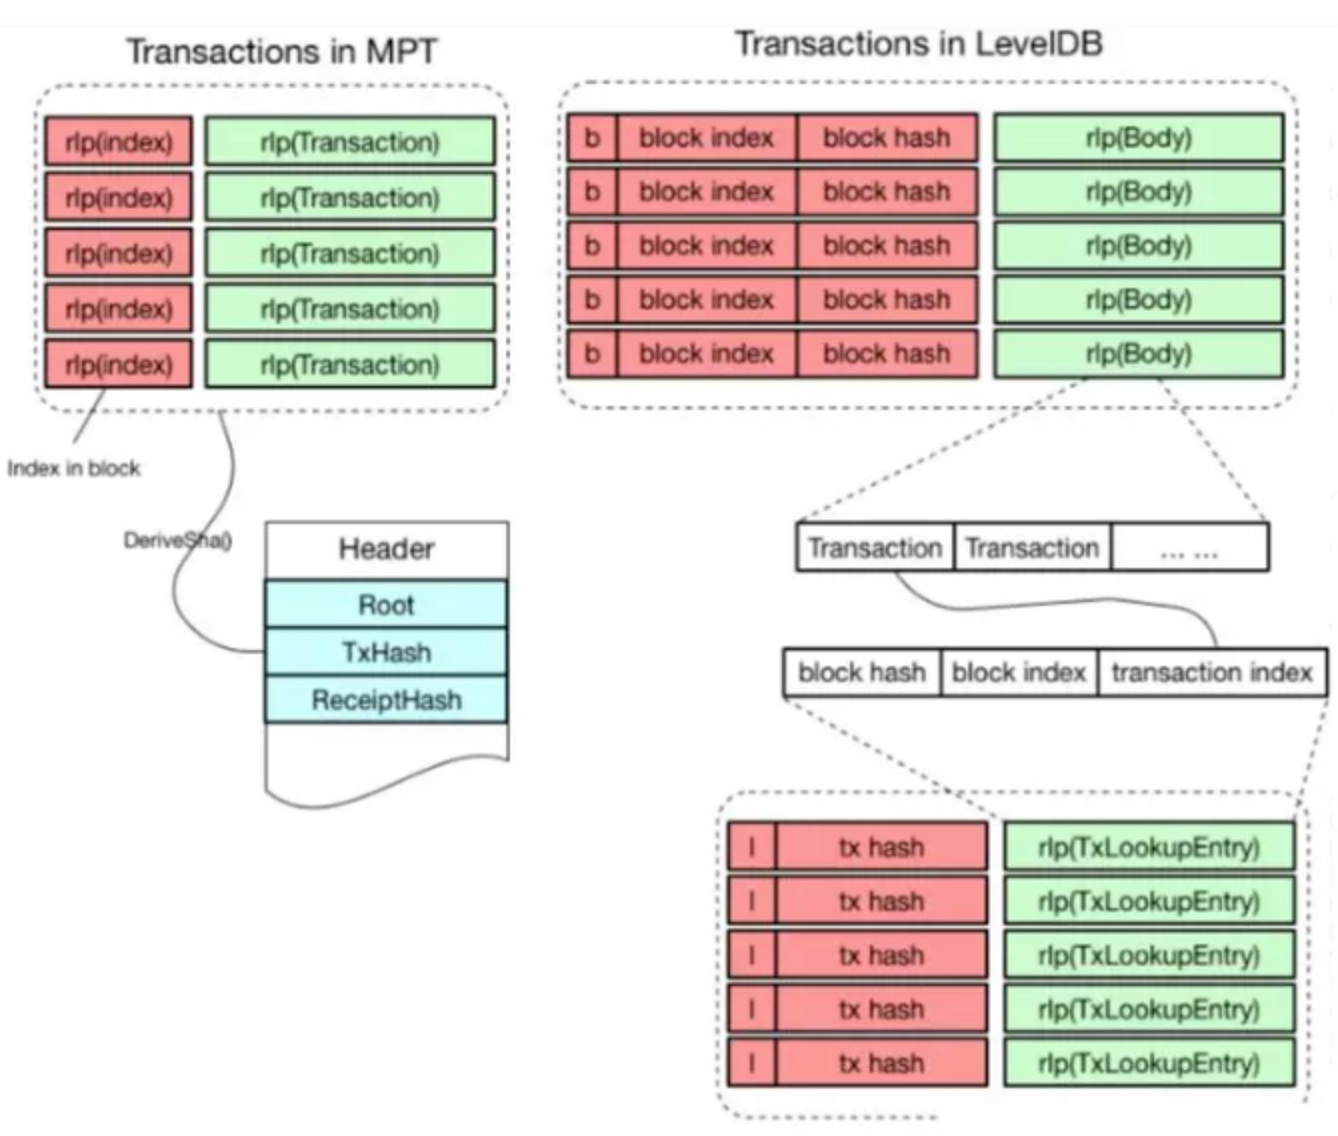 Transactions in MPT
rlp(index) rlp(Transaction)
rlp(index) rlp(Transaction)
rlp(index) rlp(Transaction)
rlp(index) rlp(Transaction)
rlp(index) rlp(Transaction)
Index in block
DeriveSha()
Header
Root
TxHash
ReceiptHash
Transactions in LevelDB
b block index block hash rlp(Body)
b block index block hash rlp(Body)
b block index block hash rlp(Body)
b block index block hash rlp(Body)
b block index block hash rlp(Body)
Transaction Transaction ... ...
block hash block index transaction index
l tx hash rlp(TxLookupEntry)
l tx hash rlp(TxLookupEntry)
l tx hash rlp(TxLookupEntry)
l tx hash rlp(TxLookupEntry)
l tx hash rlp(TxLookupEntry)